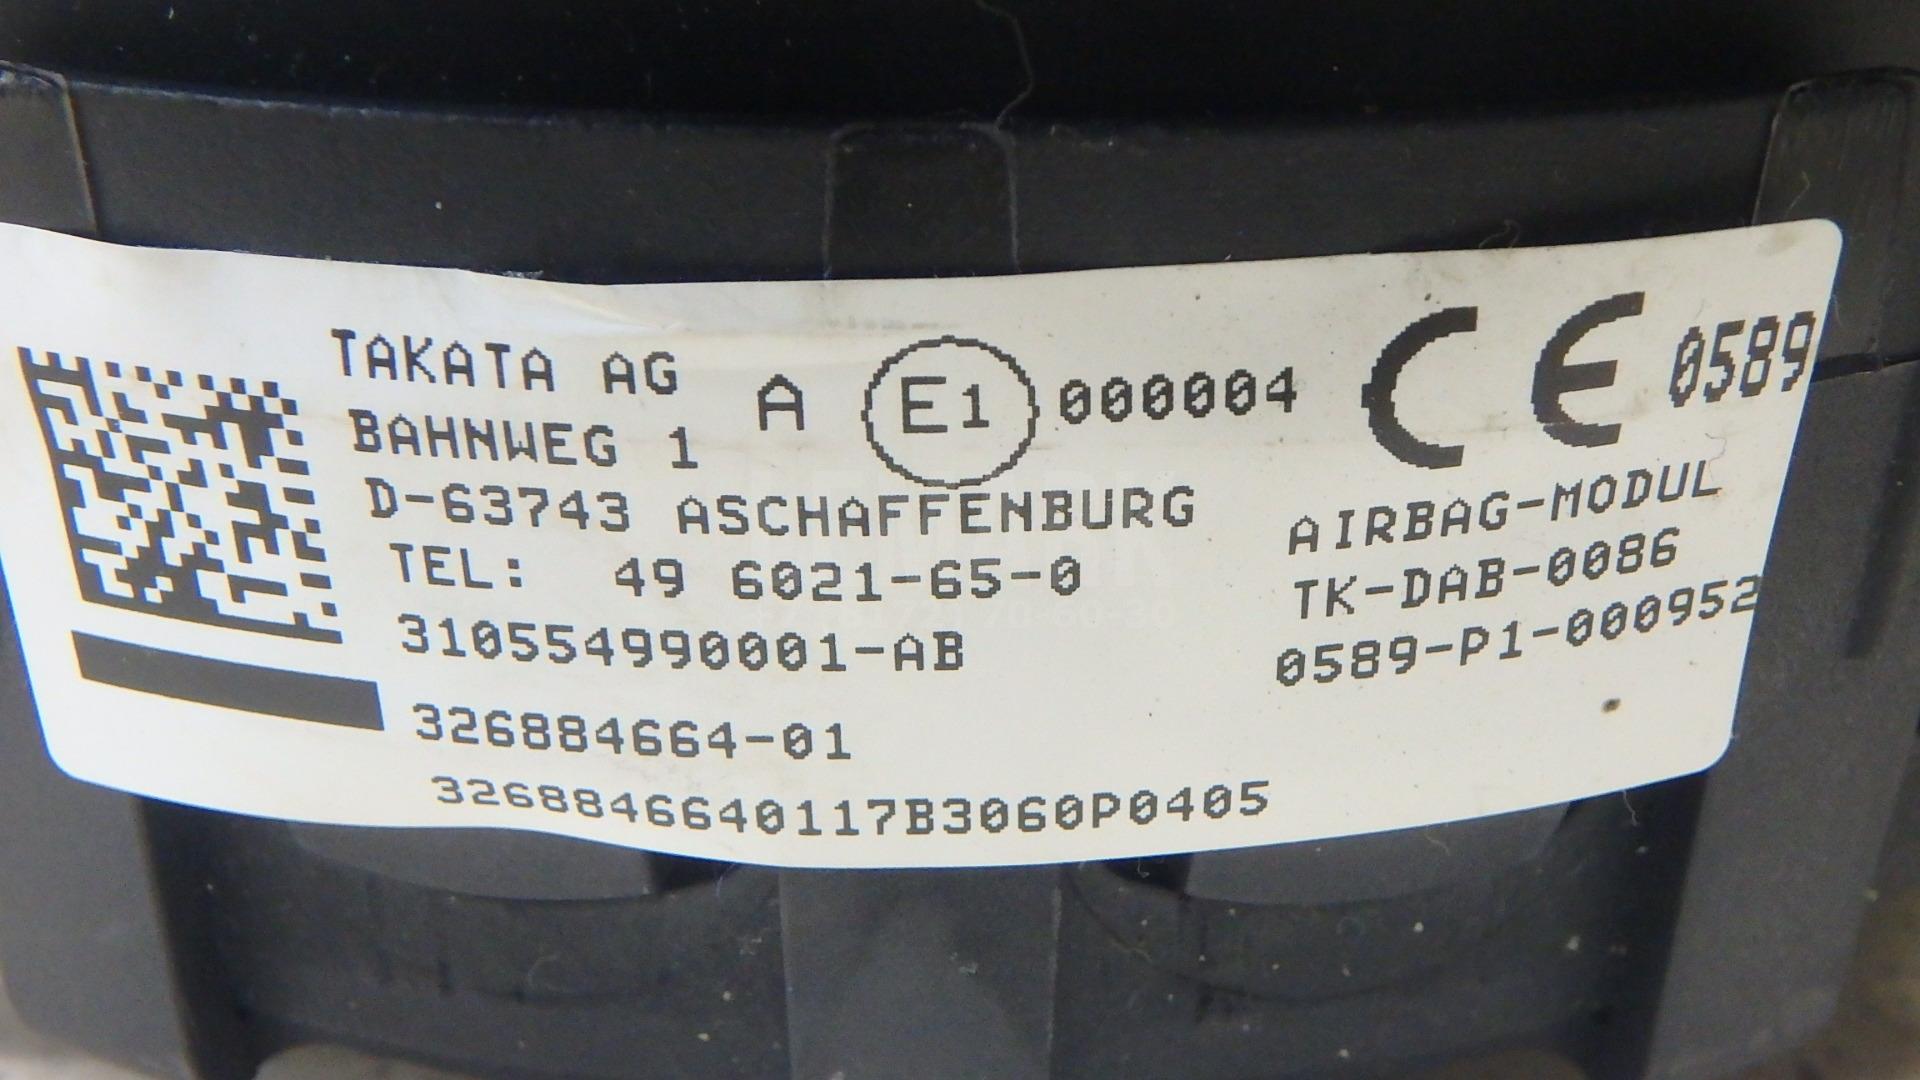 TAKATA AG
BAHNWEG 1
A E1 000004
CE 0589
D-63743 ASCHAFFENBURG
TEL: 49 6021-65-0
310554990001-AB
AIRBAG-MODUL
TK-DAB-0086
0589-P1-000952
326884664-01
3268846640117B3060P0405